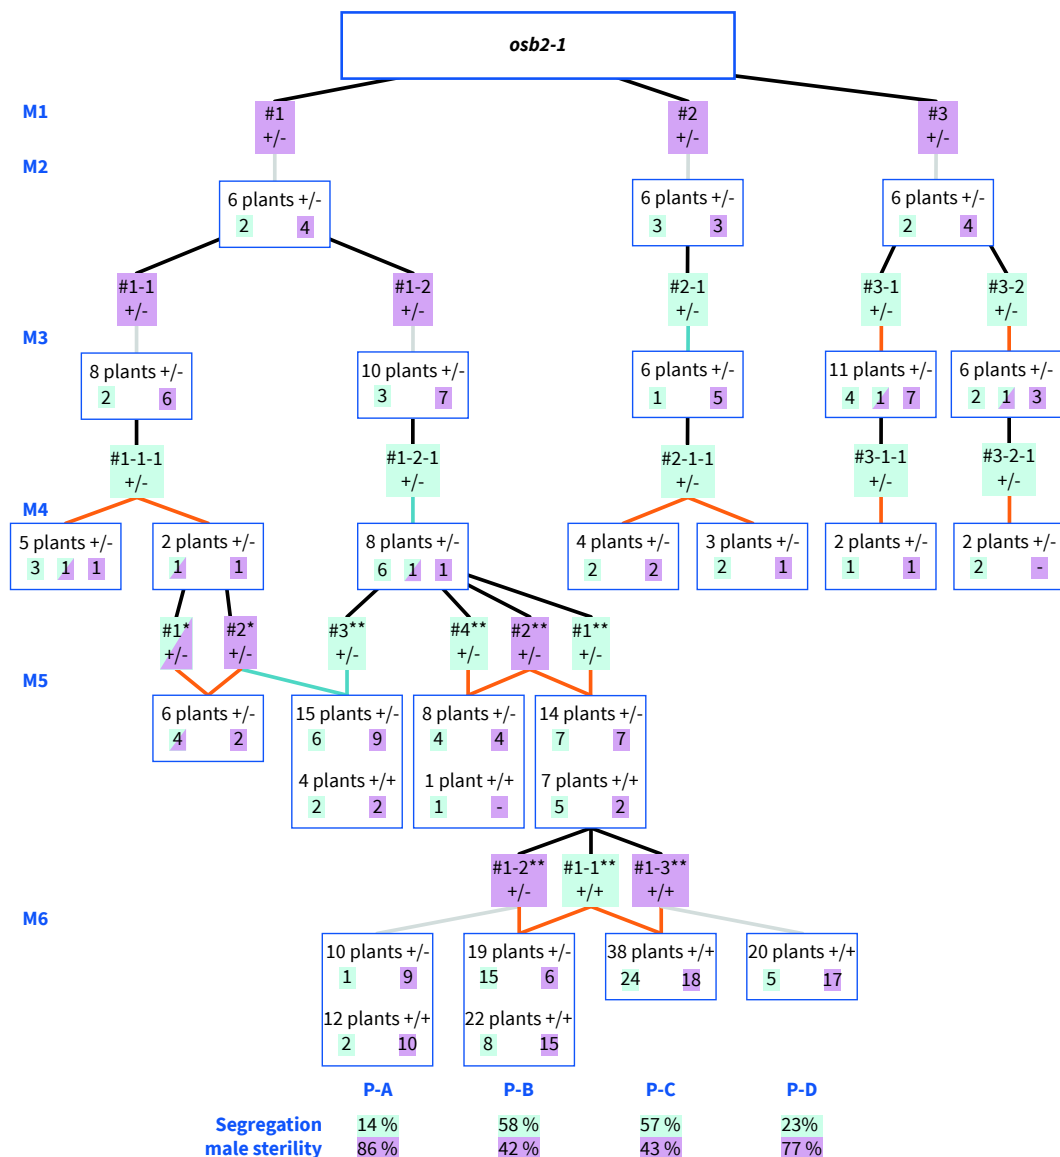 osb2-1
M1
#1
+/-
#2
+/-
#3
+/-
M2
6 plants +/-
2 4
6 plants +/-
3 3
6 plants +/-
2 4
#1-1
+/-
#1-2
+/-
#2-1
+/-
#3-1
+/-
#3-2
+/-
M3
8 plants +/-
2 6
10 plants +/-
3 7
6 plants +/-
1 5
11 plants +/-
4 1 7
6 plants +/-
2 1 3
#1-1-1
+/-
#1-2-1
+/-
#2-1-1
+/-
#3-1-1
+/-
#3-2-1
+/-
M4
5 plants +/-
3 1 1
2 plants +/-
1 1
8 plants +/-
6 1 1
4 plants +/-
2 2
3 plants +/-
2 1
2 plants +/-
1 1
2 plants +/-
2 -
#1*
+/-
#2*
+/-
#3**
+/-
#4**
+/-
#2**
+/-
#1**
+/-
M5
6 plants +/-
4 2
15 plants +/-
6 9
4 plants +/+
2 2
8 plants +/-
4 4
1 plant +/+
1 -
14 plants +/-
7 7
7 plants +/+
5 2
#1-2**
+/-
#1-1**
+/+
#1-3**
+/+
M6
10 plants +/-
1 9
12 plants +/+
2 10
19 plants +/-
15 6
22 plants +/+
8 15
38 plants +/+
24 18
20 plants +/+
5 17
P-A P-B P-C P-D
Segregation 14 % 58 % 57 % 23%
male sterility 86 % 42 % 43 % 77 %